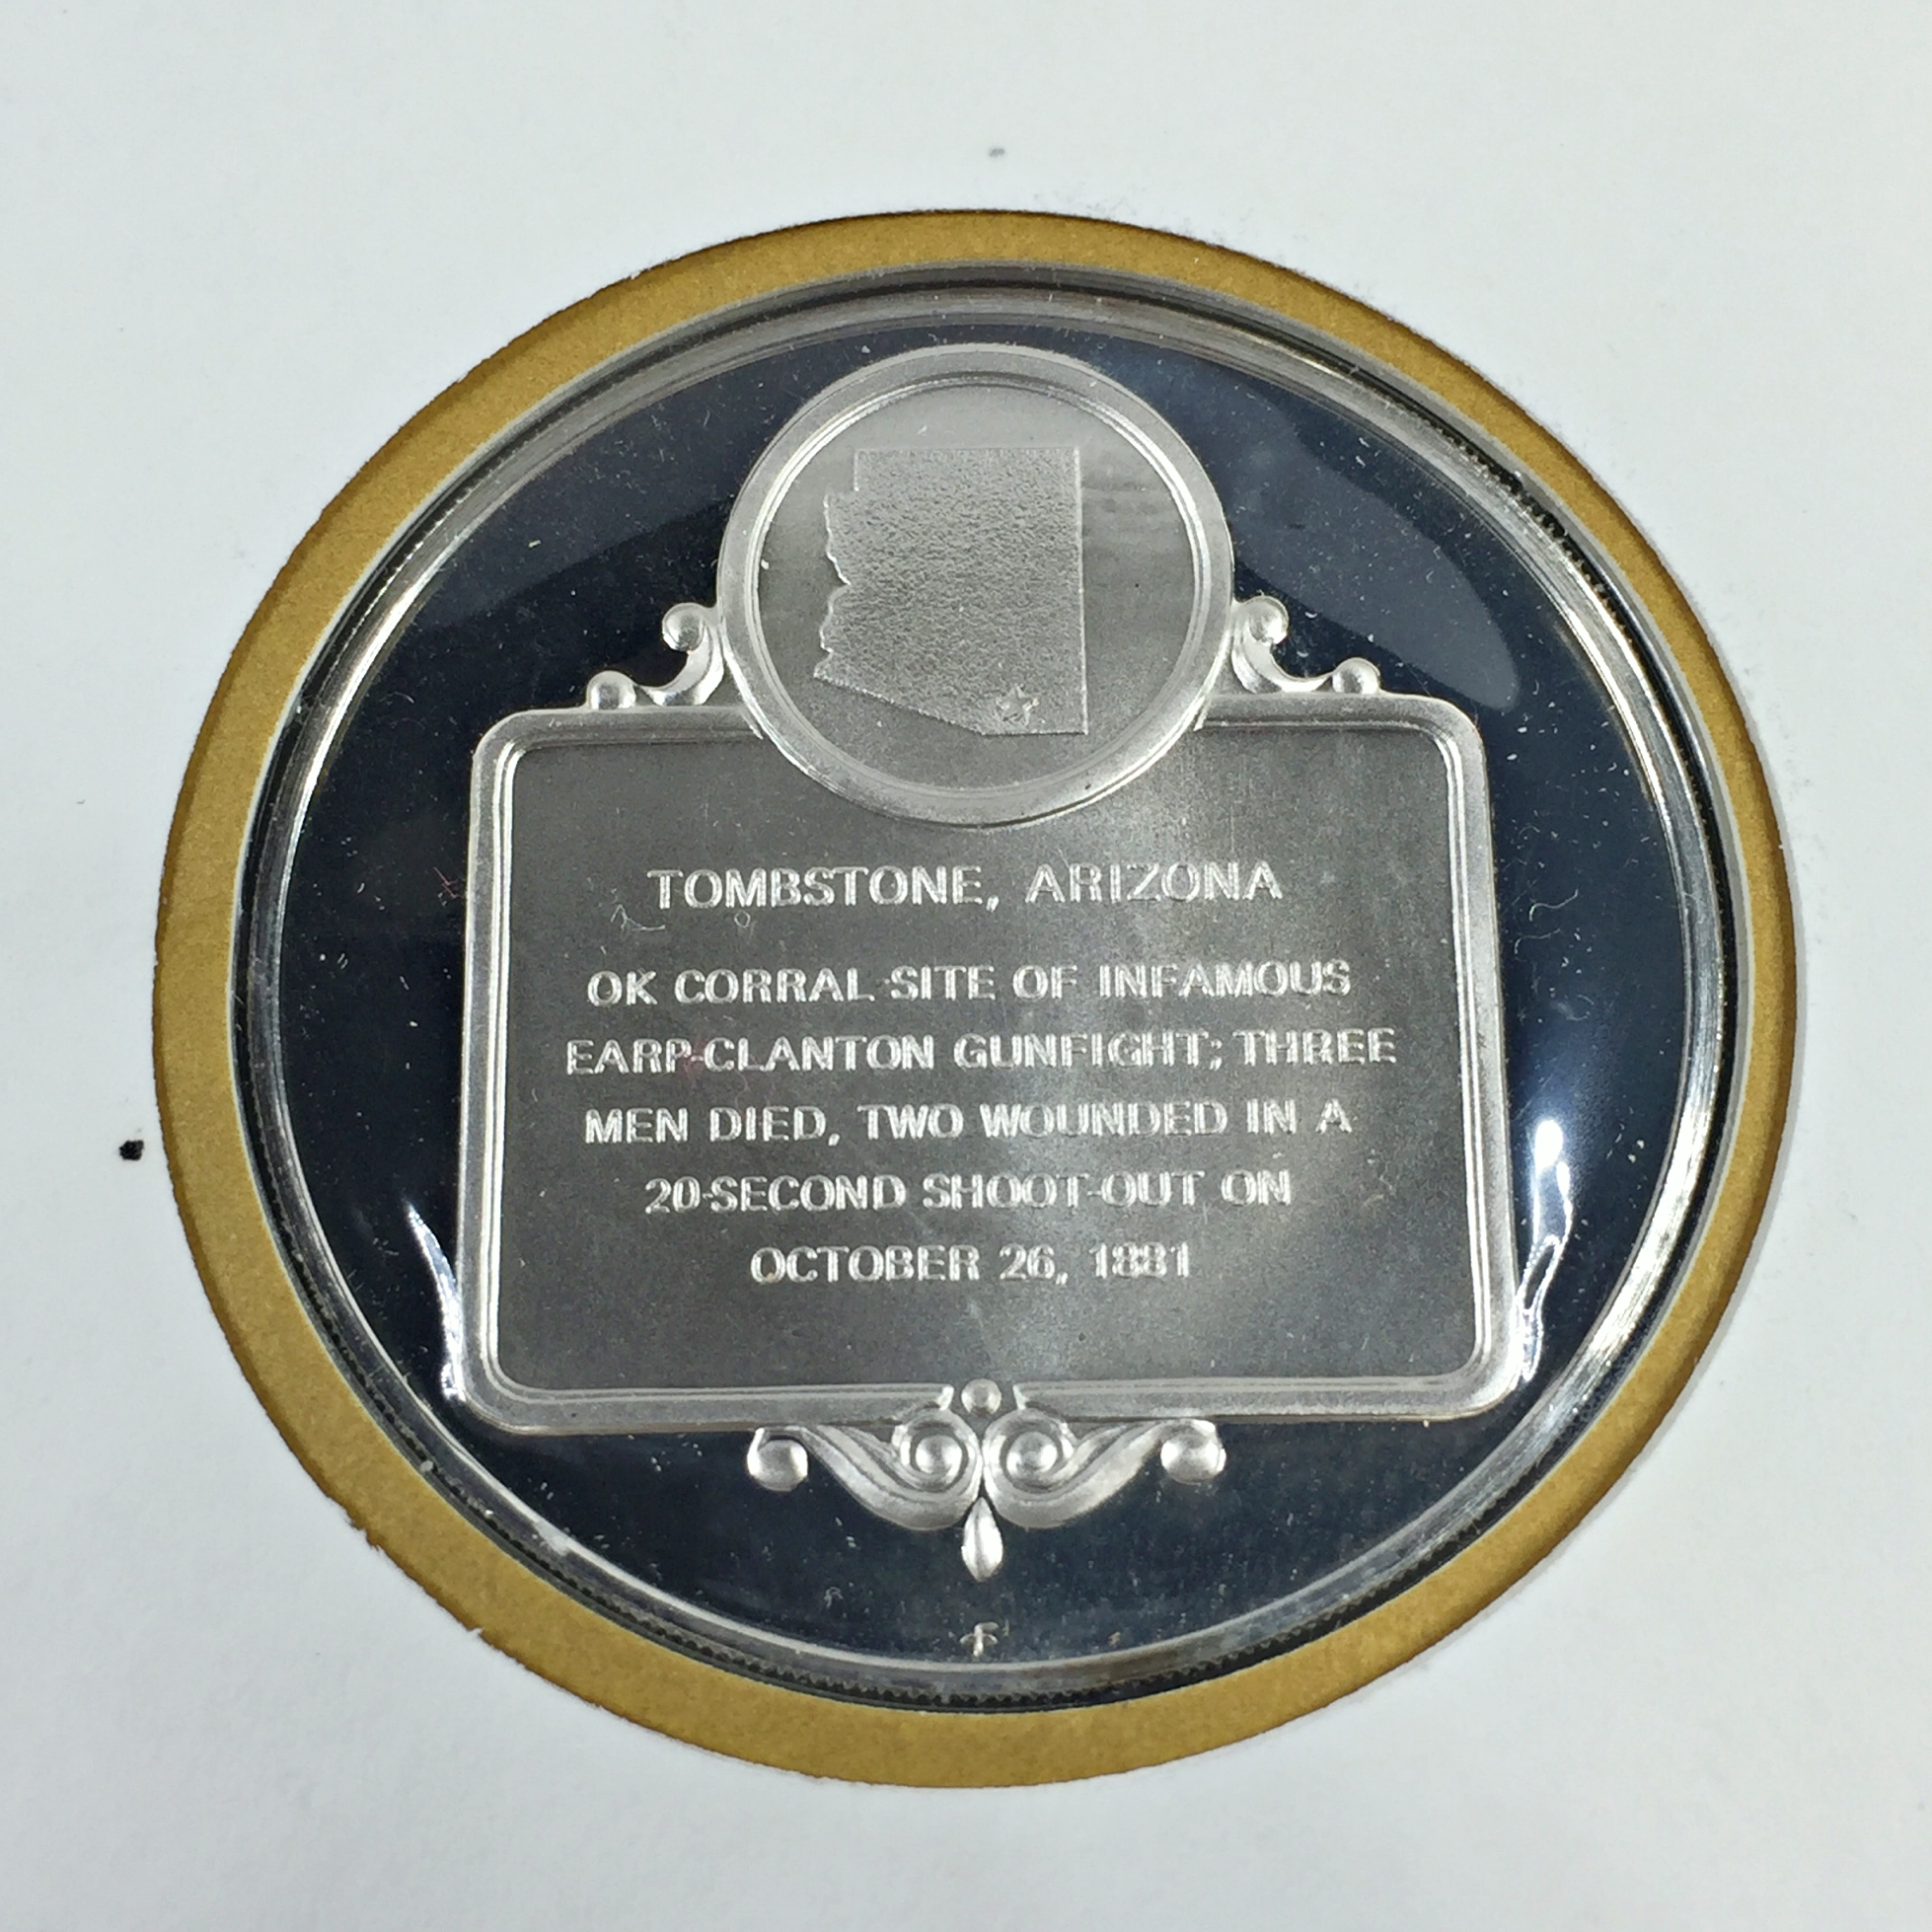 TOMBSTONE, ARIZONA
OK CORRAL-SITE OF INFAMOUS
EARP-CLANTON GUNFIGHT; THREE
MEN DIED, TWO WOUNDED IN A
20-SECOND SHOOT-OUT ON
OCTOBER 26, 1881